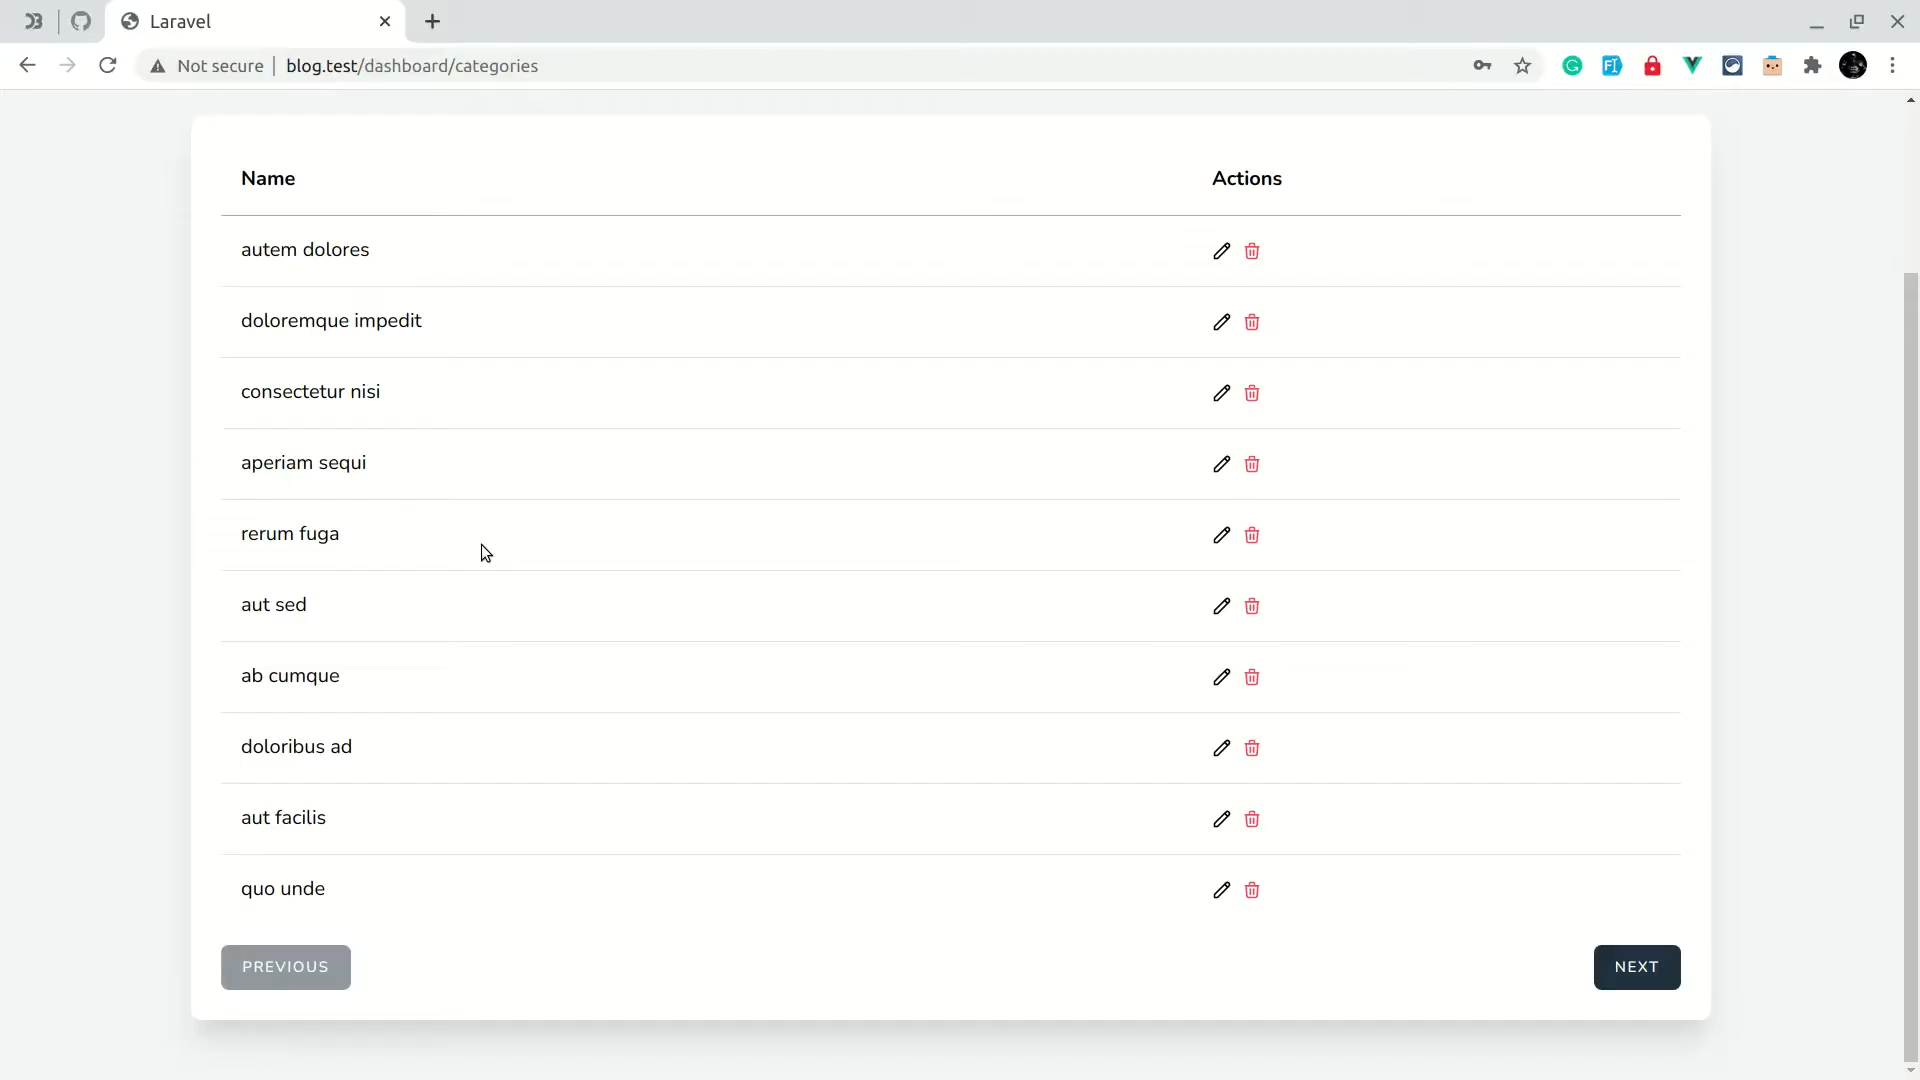 Laravel
Not secure | blog.test/dashboard/categories
Name Actions
autem dolores
doloremque impedit
consectetur nisi
aperiam sequi
rerum fuga
aut sed
ab cumque
doloribus ad
aut facilis
quo unde
PREVIOUS NEXT